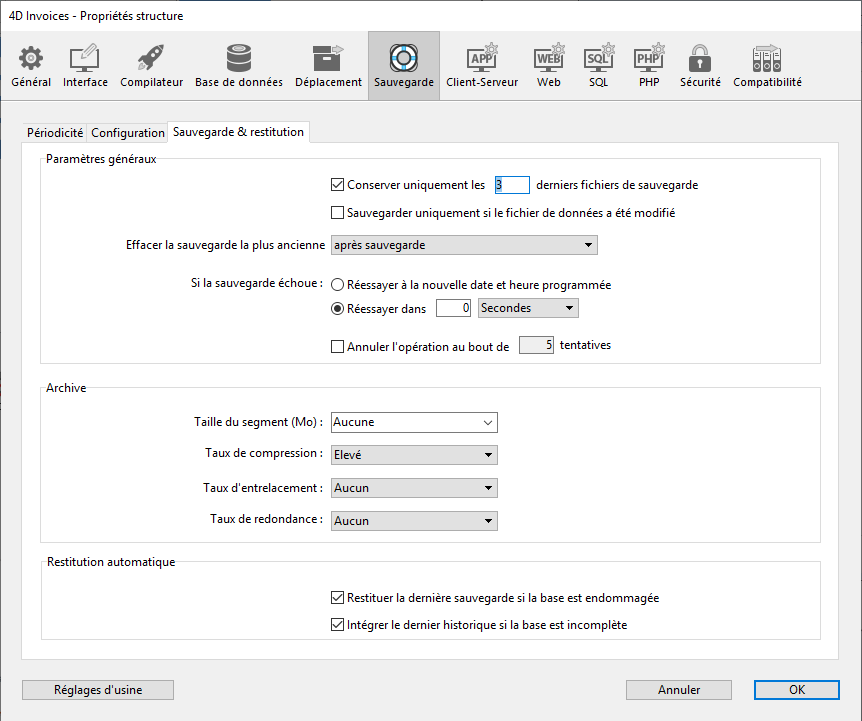 4D Invoices - Propriétés structure
APP WEB SQL PHP
Général Interface Compilateur Base de données Déplacement Sauvegarde Client-Serveur Web SQL PHP Sécurité Compatibilité
Périodicité Configuration Sauvegarde & restitution
Paramètres généraux
Conserver uniquement les 3 derniers fichiers de sauvegarde
Sauvegarder uniquement si le fichier de données a été modifié
Effacer la sauvegarde la plus ancienne après sauvegarde
Si la sauvegarde échoue : Réessayer à la nouvelle date et heure programmée
Réessayer dans 0 Secondes
Annuler l'opération au bout de 5 tentatives
Archive
Taille du segment (Mo) : Aucune
Taux de compression : Elevé
Taux d'entrelacement : Aucun
Taux de redondance : Aucun
Restitution automatique
Restituer la dernière sauvegarde si la base est endommagée
Intégrer le dernier historique si la base est incomplète
Réglages d'usine Annuler OK